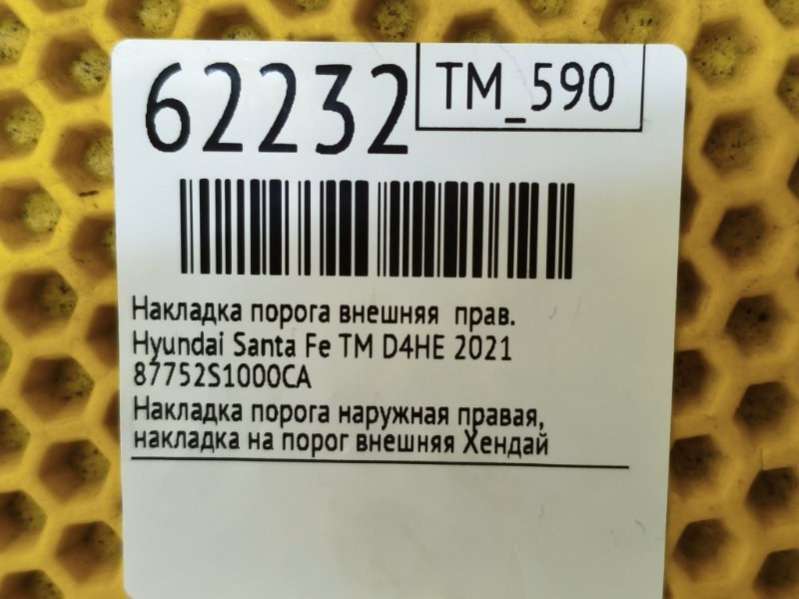 62232
TM_590
Накладка порога внешняя прав.
Hyundai Santa Fe TM D4HE 2021
87752S1000CA
Накладка порога наружная правая,
накладка на порог внешняя Хендай